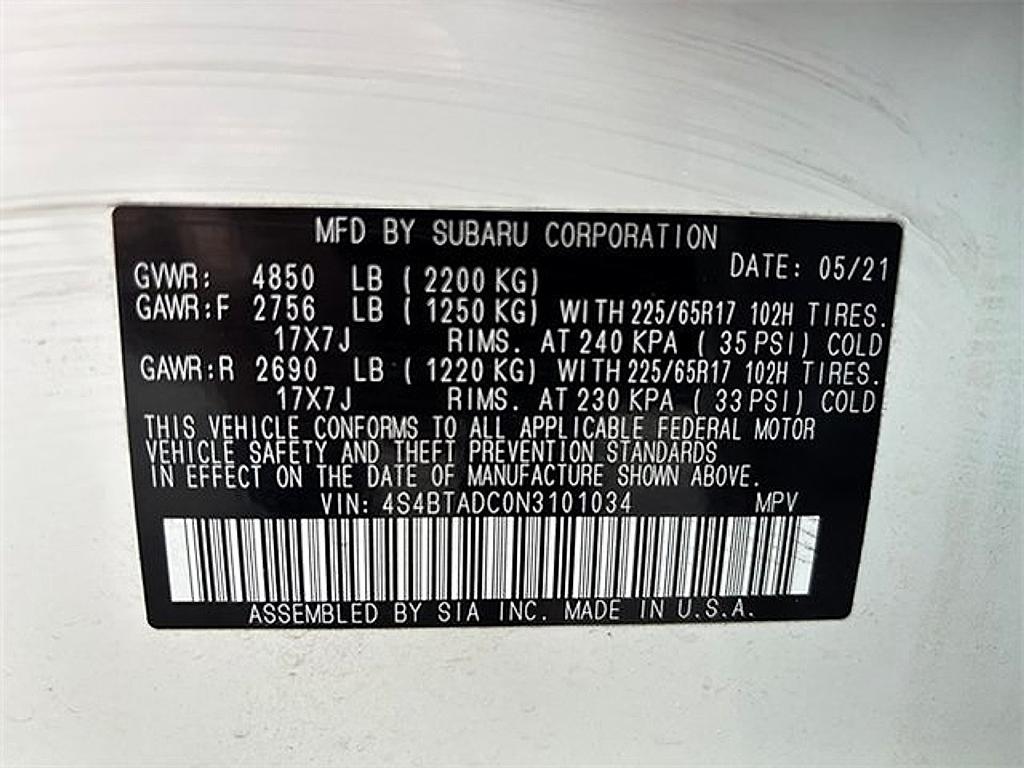 MFD BY SUBARU CORPORATION
DATE: 05/21
GVWR: 4850 LB ( 2200 KG)
GAWR:F 2756 LB ( 1250 KG) WITH 225/65R17 102H TIRES.
17X7J RIMS. AT 240 KPA ( 35 PSI) COLD
GAWR:R 2690 LB ( 1220 KG) WITH 225/65R17 102H TIRES.
17X7J RIMS. AT 230 KPA ( 33 PSI) COLD
THIS VEHICLE CONFORMS TO ALL APPLICABLE FEDERAL MOTOR
VEHICLE SAFETY AND THEFT PREVENTION STANDARDS
IN EFFECT ON THE DATE OF MANUFACTURE SHOWN ABOVE.
VIN: 4S4BTADC0N3101034 MPV
ASSEMBLED BY SIA INC. MADE IN U.S.A.